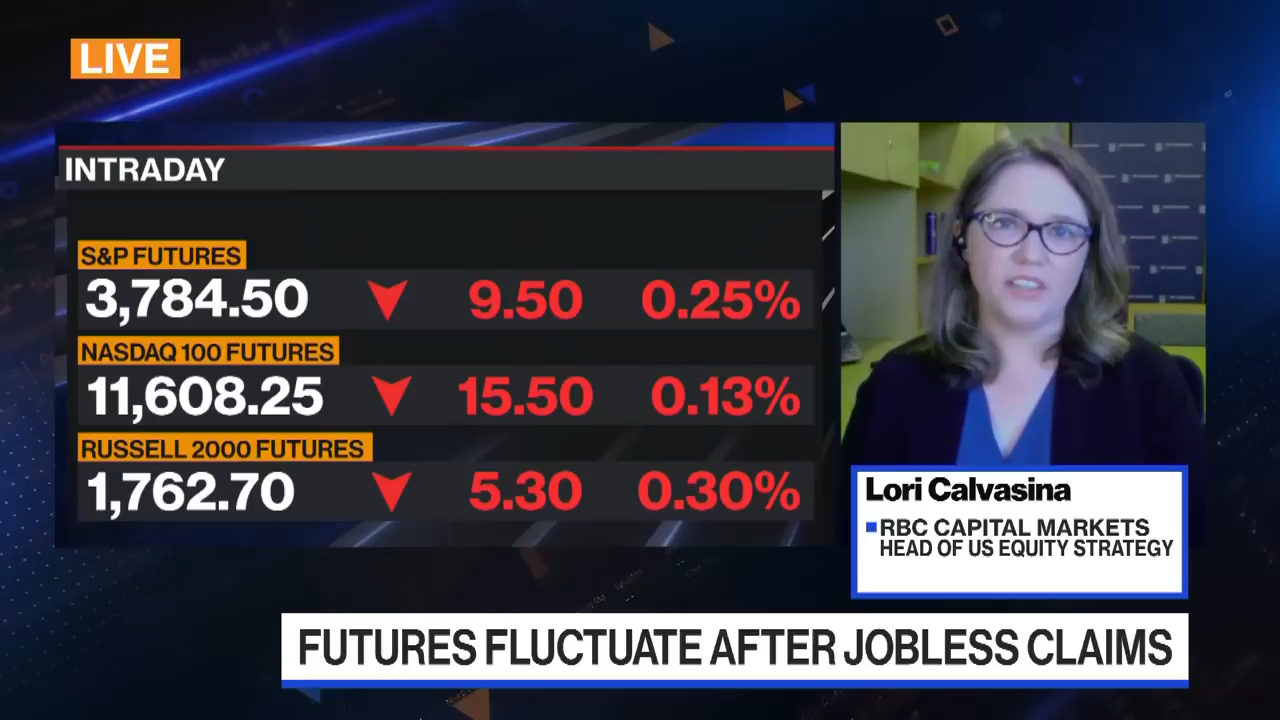 LIVE
INTRADAY
S&P FUTURES
3,784.50 9.50 0.25%
NASDAQ 100 FUTURES
11,608.25 15.50 0.13%
RUSSELL 2000 FUTURES
1,762.70 5.30 0.30%
Lori Calvasina
RBC CAPITAL MARKETS
HEAD OF US EQUITY STRATEGY
FUTURES FLUCTUATE AFTER JOBLESS CLAIMS